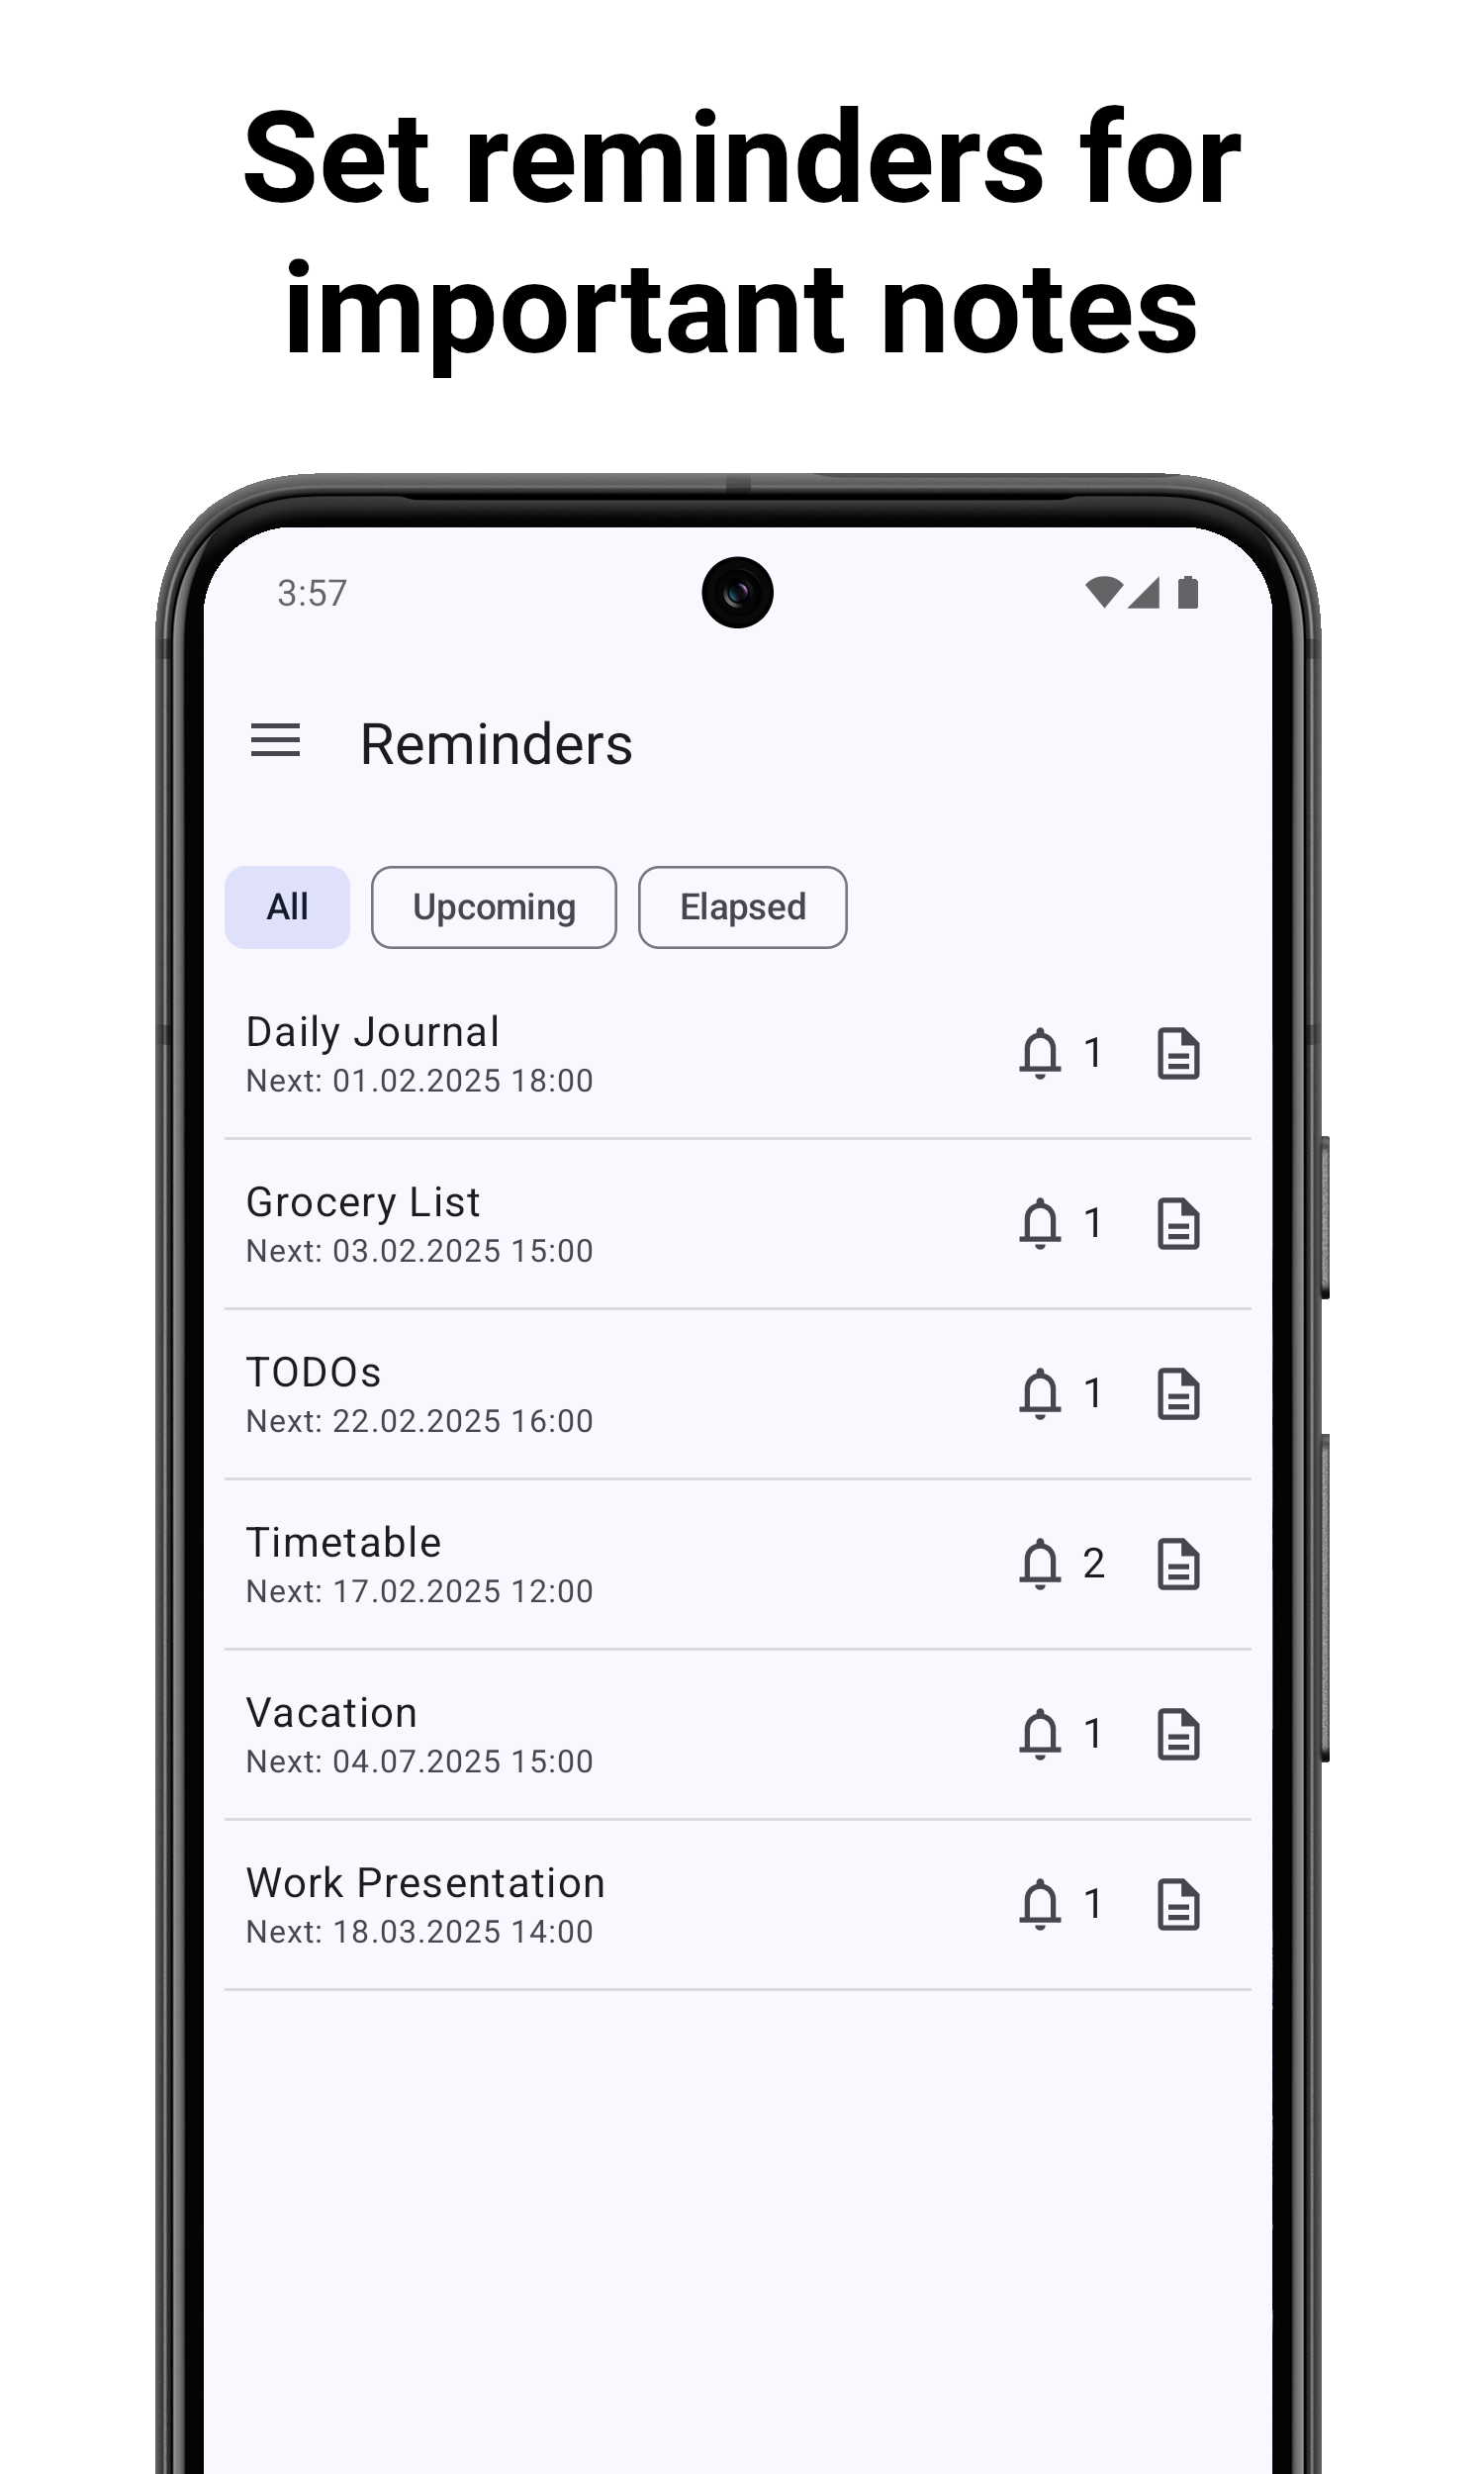 Set reminders for
important notes
3:57
Reminders
All Upcoming Elapsed
Daily Journal 1
Next: 01.02.2025 18:00
Grocery List 1
Next: 03.02.2025 15:00
TODOs 1
Next: 22.02.2025 16:00
Timetable 2
Next: 17.02.2025 12:00
Vacation 1
Next: 04.07.2025 15:00
Work Presentation 1
Next: 18.03.2025 14:00